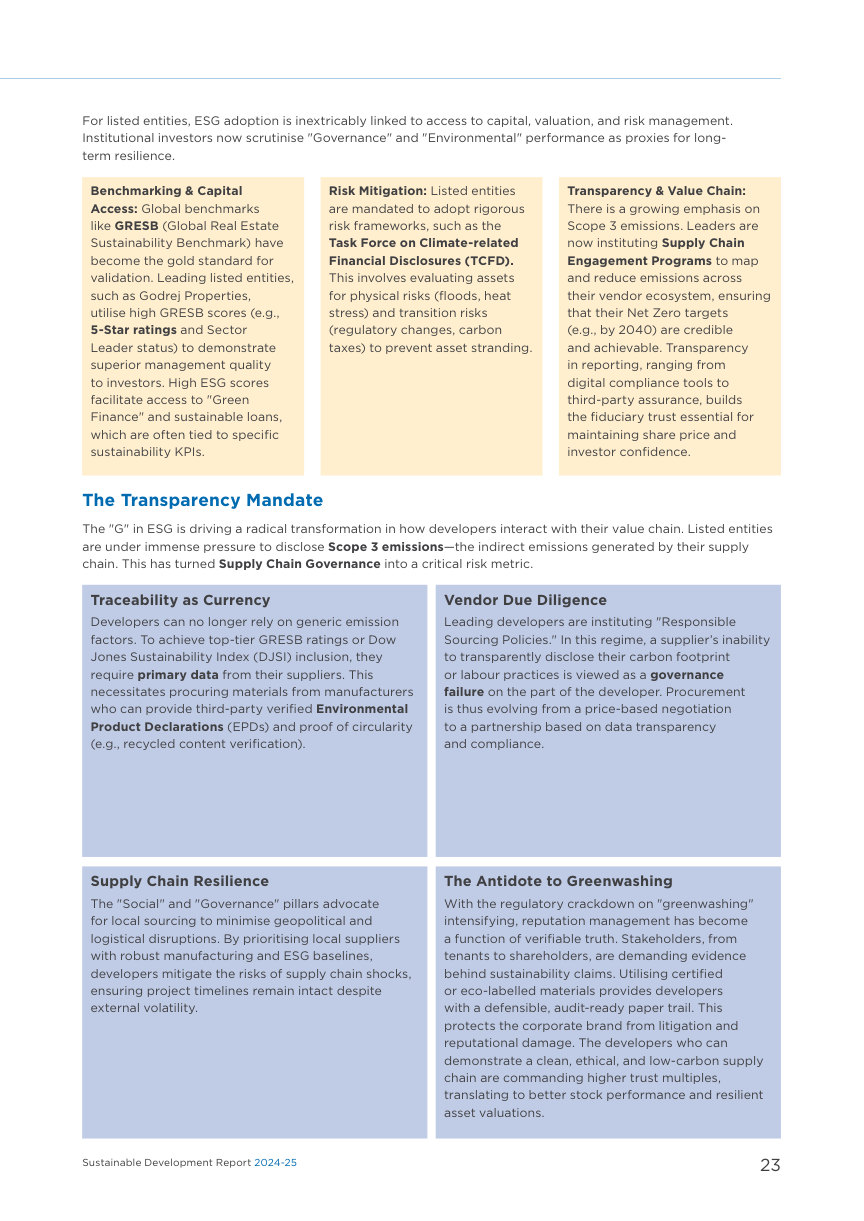 For listed entities, ESG adoption is inextricably linked to access to capital, valuation, and risk management.
Institutional investors now scrutinise "Governance" and "Environmental" performance as proxies for long-
term resilience.
Benchmarking & Capital
Access: Global benchmarks
like GRESB (Global Real Estate
Sustainability Benchmark) have
become the gold standard for
validation. Leading listed entities,
such as Godrej Properties,
utilise high GRESB scores (e.g.,
5-Star ratings and Sector
Leader status) to demonstrate
superior management quality
to investors. High ESG scores
facilitate access to "Green
Finance" and sustainable loans,
which are often tied to specific
sustainability KPIs.
Risk Mitigation: Listed entities
are mandated to adopt rigorous
risk frameworks, such as the
Task Force on Climate-related
Financial Disclosures (TCFD).
This involves evaluating assets
for physical risks (floods, heat
stress) and transition risks
(regulatory changes, carbon
taxes) to prevent asset stranding.
Transparency & Value Chain:
There is a growing emphasis on
Scope 3 emissions. Leaders are
now instituting Supply Chain
Engagement Programs to map
and reduce emissions across
their vendor ecosystem, ensuring
that their Net Zero targets
(e.g., by 2040) are credible
and achievable. Transparency
in reporting, ranging from
digital compliance tools to
third-party assurance, builds
the fiduciary trust essential for
maintaining share price and
investor confidence.
The Transparency Mandate
The "G" in ESG is driving a radical transformation in how developers interact with their value chain. Listed entities
are under immense pressure to disclose Scope 3 emissions—the indirect emissions generated by their supply
chain. This has turned Supply Chain Governance into a critical risk metric.
Traceability as Currency
Developers can no longer rely on generic emission
factors. To achieve top-tier GRESB ratings or Dow
Jones Sustainability Index (DJSI) inclusion, they
require primary data from their suppliers. This
necessitates procuring materials from manufacturers
who can provide third-party verified Environmental
Product Declarations (EPDs) and proof of circularity
(e.g., recycled content verification).
Vendor Due Diligence
Leading developers are instituting "Responsible
Sourcing Policies." In this regime, a supplier's inability
to transparently disclose their carbon footprint
or labour practices is viewed as a governance
failure on the part of the developer. Procurement
is thus evolving from a price-based negotiation
to a partnership based on data transparency
and compliance.
Supply Chain Resilience
The "Social" and "Governance" pillars advocate
for local sourcing to minimise geopolitical and
logistical disruptions. By prioritising local suppliers
with robust manufacturing and ESG baselines,
developers mitigate the risks of supply chain shocks,
ensuring project timelines remain intact despite
external volatility.
The Antidote to Greenwashing
With the regulatory crackdown on "greenwashing"
intensifying, reputation management has become
a function of verifiable truth. Stakeholders, from
tenants to shareholders, are demanding evidence
behind sustainability claims. Utilising certified
or eco-labelled materials provides developers
with a defensible, audit-ready paper trail. This
protects the corporate brand from litigation and
reputational damage. The developers who can
demonstrate a clean, ethical, and low-carbon supply
chain are commanding higher trust multiples,
translating to better stock performance and resilient
asset valuations.
Sustainable Development Report 2024-25
23